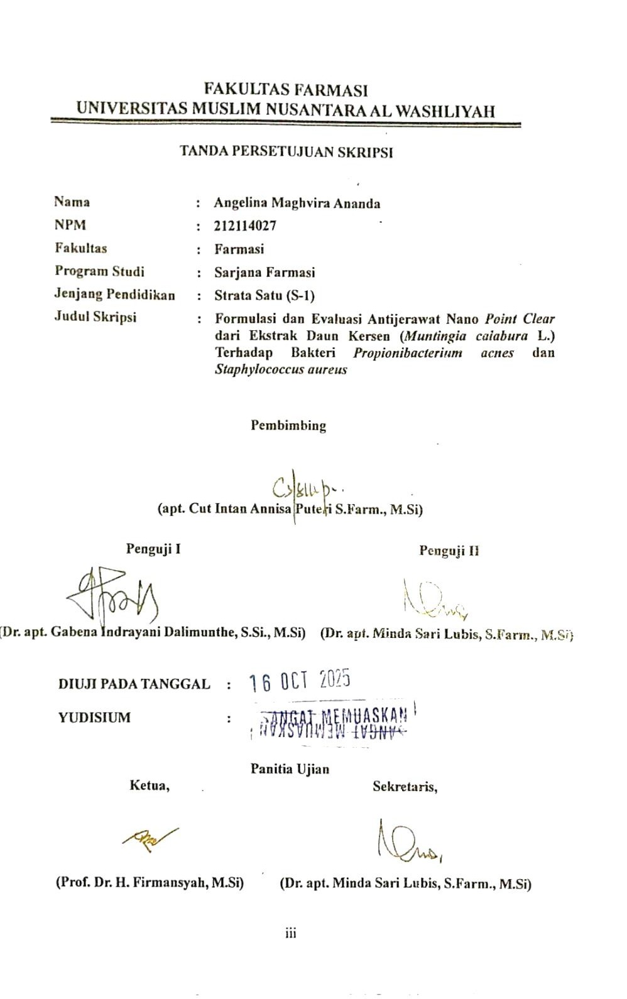 FAKULTAS FARMASI
UNIVERSITAS MUSLIM NUSANTARA AL WASHLIYAH
TANDA PERSETUJUAN SKRIPSI
Nama : Angelina Maghvira Ananda
NPM : 212114027
Fakultas : Farmasi
Program Studi : Sarjana Farmasi
Jenjang Pendidikan : Strata Satu (S-1)
Judul Skripsi : Formulasi dan Evaluasi Antijerawat Nano Point Clear
dari Ekstrak Daun Kersen (Muntingia calabura L.)
Terhadap Bakteri Propionibacterium acnes dan
Staphylococcus aureus
Pembimbing
(apt. Cut Intan Annisa Puteri S.Farm., M.Si)
Penguji I Penguji II
(Dr. apt. Gabena Indrayani Dalimunthe, S.Si., M.Si) (Dr. apt. Minda Sari Lubis, S.Farm., M.Si)
DIUJI PADA TANGGAL : 16 OCT 2025
YUDISIUM : SANGAT MEMUASKAN
SANGAT MEMUASKAN
Panitia Ujian
Ketua, Sekretaris,
(Prof. Dr. H. Firmansyah, M.Si) (Dr. apt. Minda Sari Lubis, S.Farm., M.Si)
iii